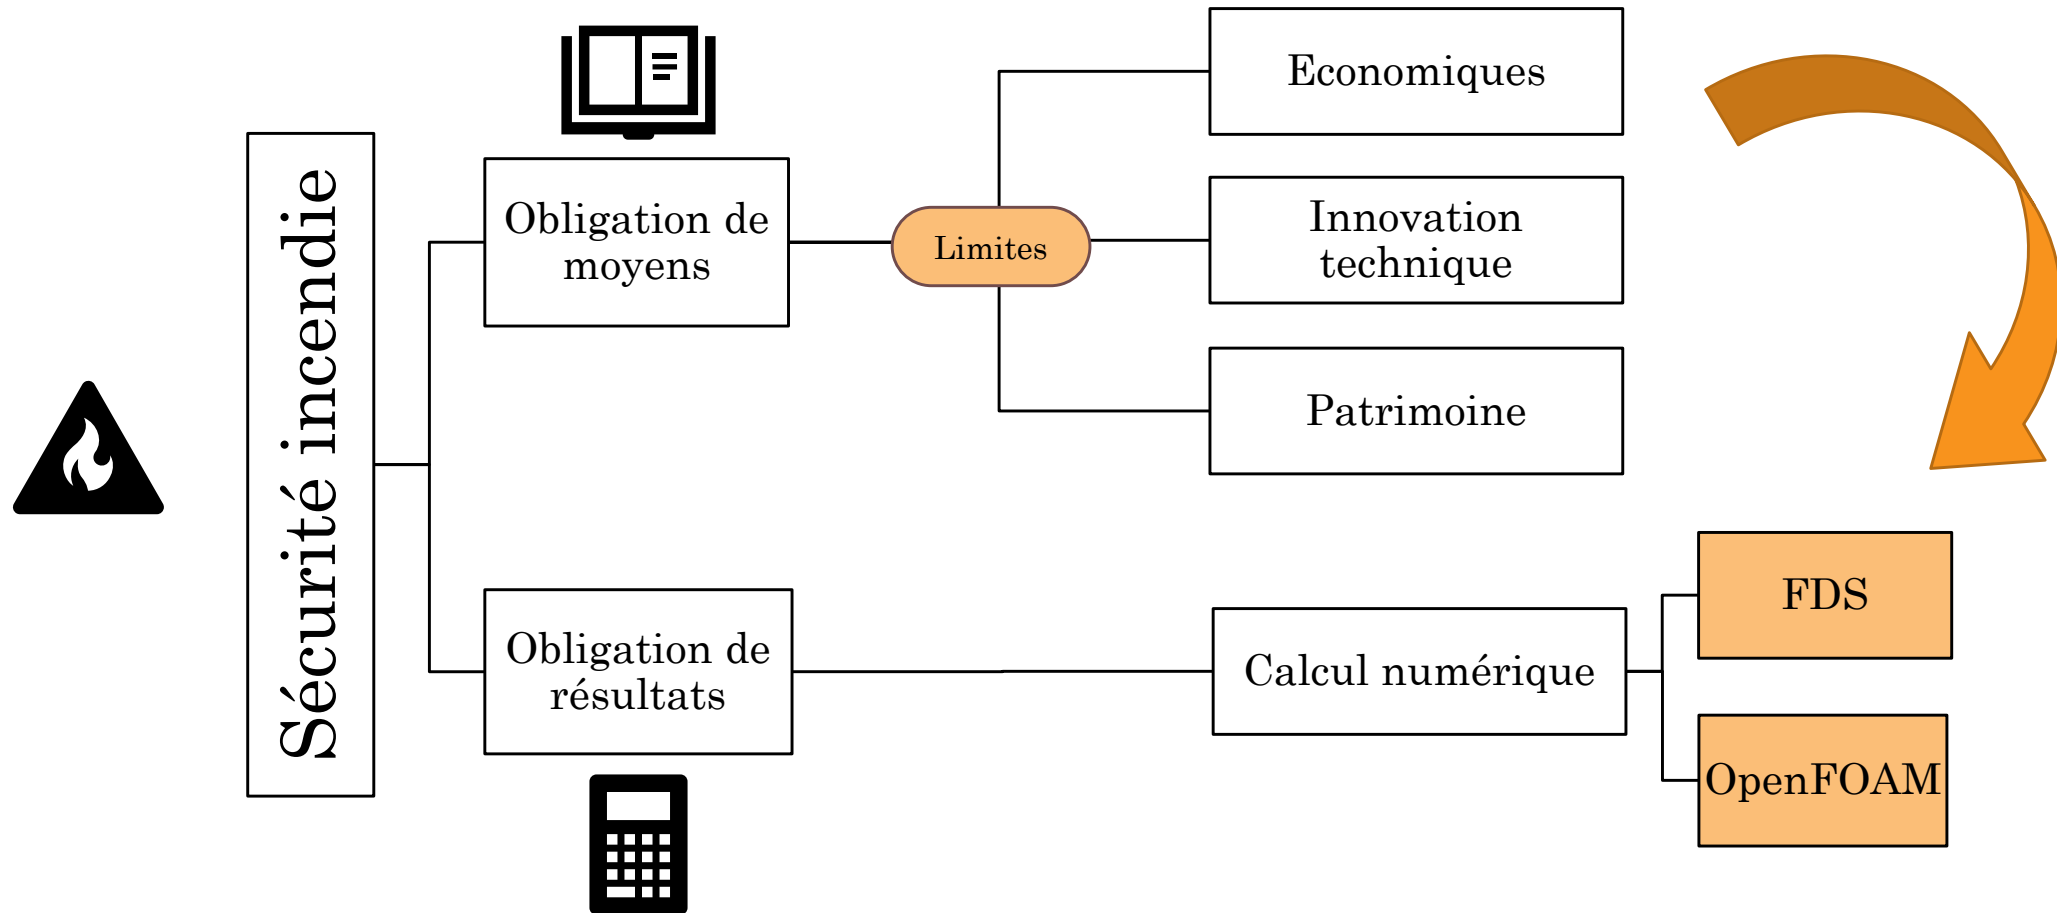 Sécurité incendie
Obligation de
moyens
Limites
Economiques
Innovation
technique
Patrimoine
Obligation de
résultats
Calcul numérique
FDS
OpenFOAM